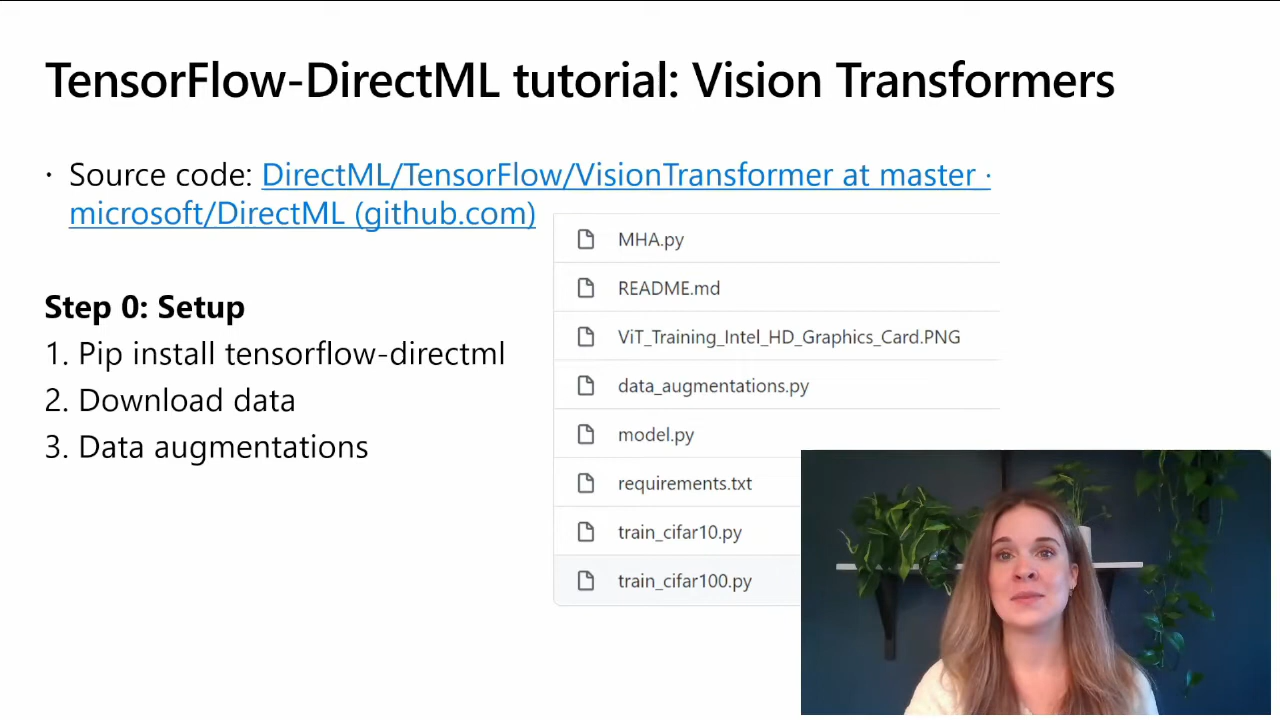 TensorFlow-DirectML tutorial: Vision Transformers
· Source code: DirectML/TensorFlow/VisionTransformer at master ·
microsoft/DirectML (github.com)
MHA.py
README.md
ViT_Training_Intel_HD_Graphics_Card.PNG
data_augmentations.py
model.py
requirements.txt
train_cifar10.py
train_cifar100.py
Step 0: Setup
1. Pip install tensorflow-directml
2. Download data
3. Data augmentations